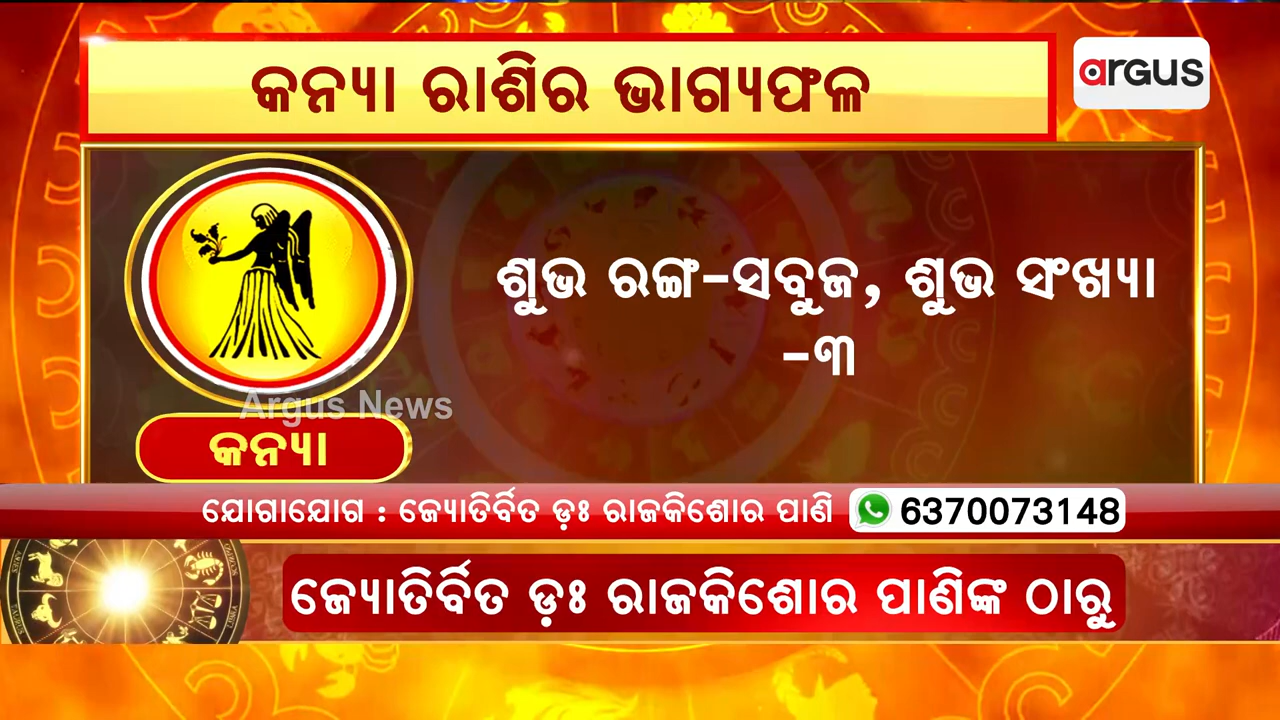 କନ୍ୟା ରାଶିର ଭାଗ୍ୟଫଳ
argus
ଶୁଭ ରଙ୍ଗ-ସବୁଜ, ଶୁଭ ସଂଖ୍ୟା
-୩
Argus News
କନ୍ୟା
ଯୋଗାଯୋଗ : ଜ୍ୟୋତିର୍ବିତ ଡ଼ଃ ରାଜକିଶୋର ପାଣି 6370073148
ଜ୍ୟୋତିର୍ବିତ ଡ଼ଃ ରାଜକିଶୋର ପାଣିଙ୍କ ଠାରୁ